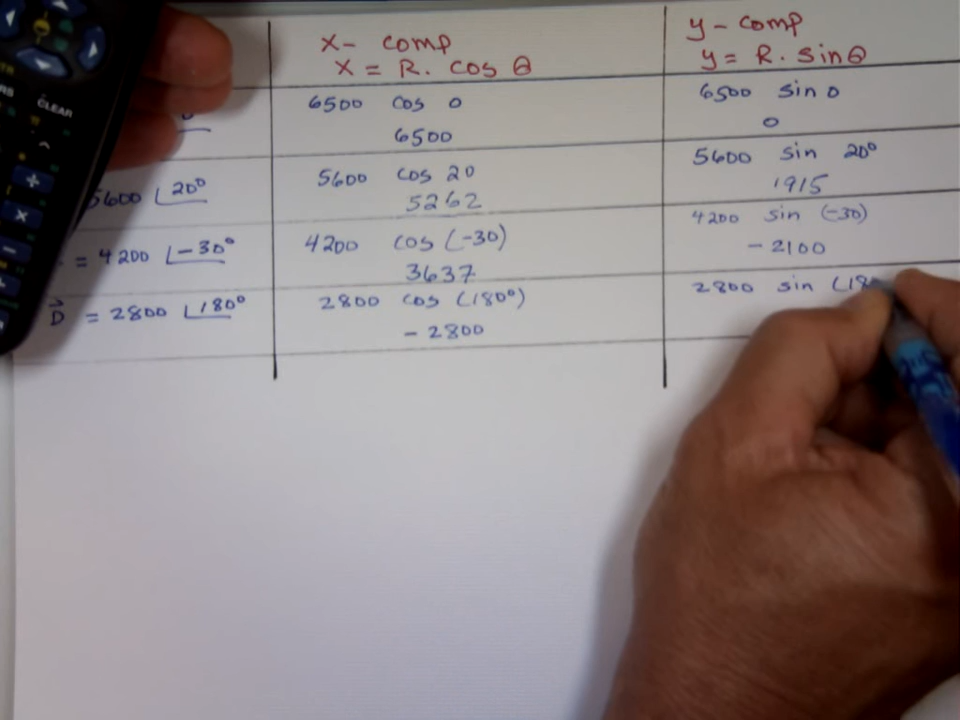 CLEAR
x- comp
x = R. cos θ
y- comp
y = R. sinθ
6500 cos 0
6500
6500 sin 0
0
5600 ∠20°
5600 cos 20
5262
5600 sin 20°
1915
= 4200 ∠-30°
4200 cos (-30)
3637
4200 sin (-30)
- 2100
D = 2800 ∠180°
2800 cos (180°)
- 2800
2800 sin (18